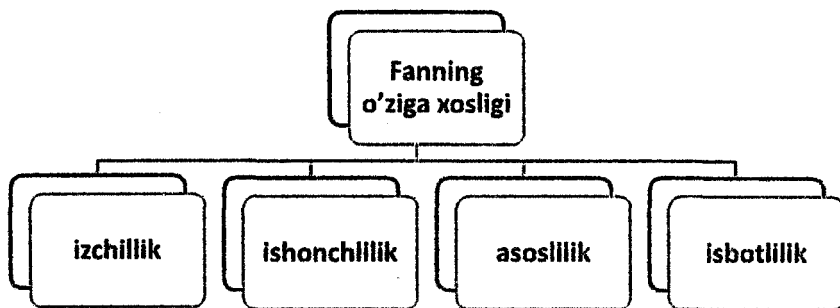 Fanning
o'ziga xosligi
izchillik
ishonchlilik
asoslilik
isbotlilik